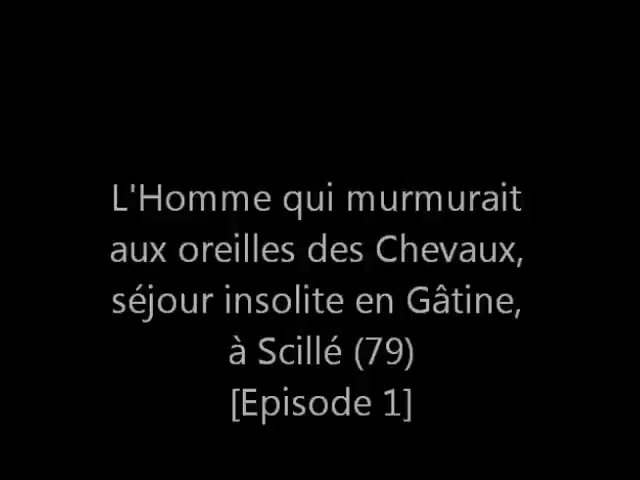 L'Homme qui murmurait
aux oreilles des Chevaux,
séjour insolite en Gâtine,
à Scillé (79)
[Episode 1]